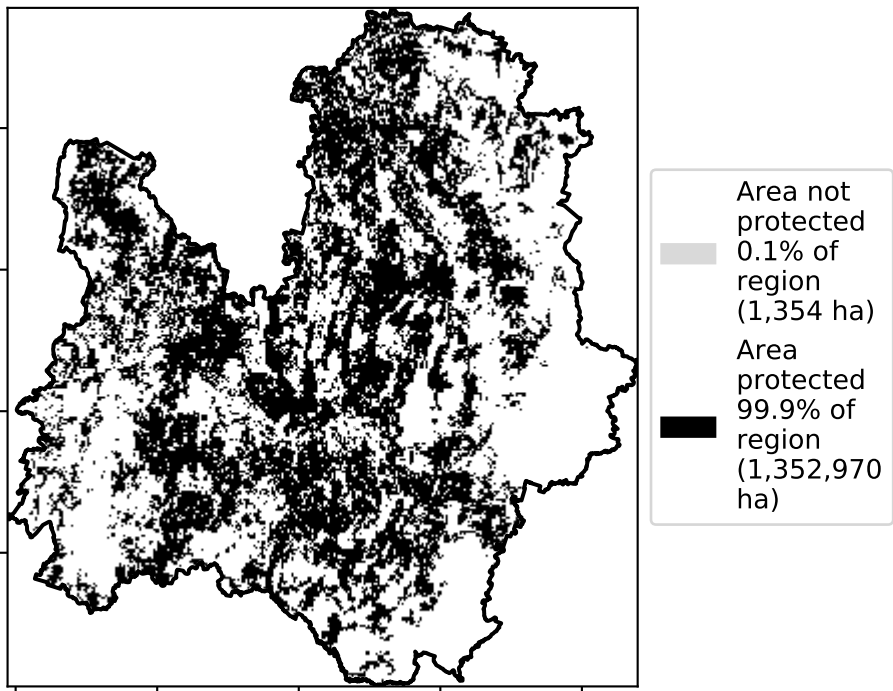 Area not
protected
0.1% of
region
(1,354 ha)
Area
protected
99.9% of
region
(1,352,970
ha)